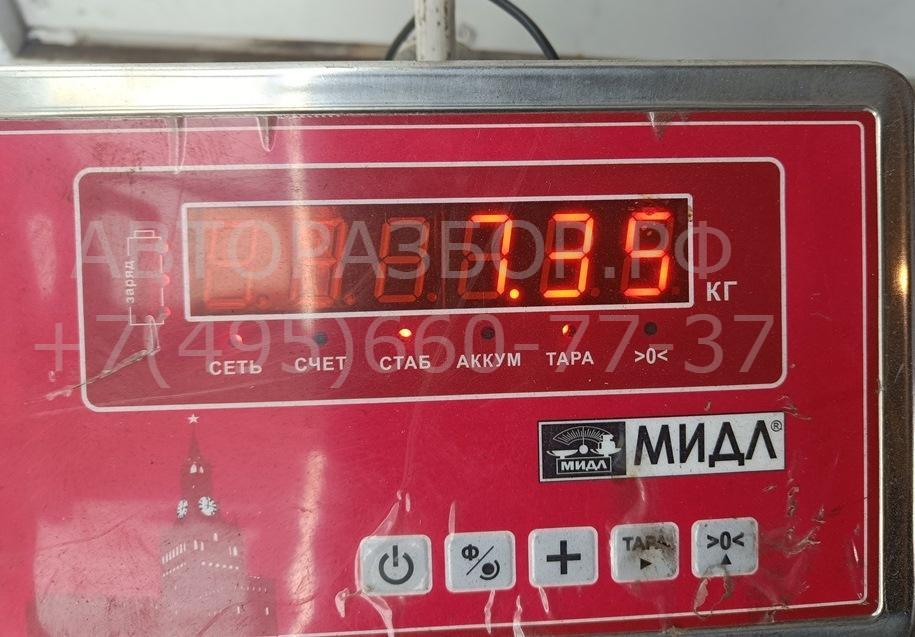 АВТОРАЗБОР.РФ
+7(495)660-77-37
заряд
7.35
КГ
СЕТЬ СЧЕТ СТАБ АККУМ ТАРА >0<
МИДЛ МИДЛ®
Ф/ + ТАРА >0<